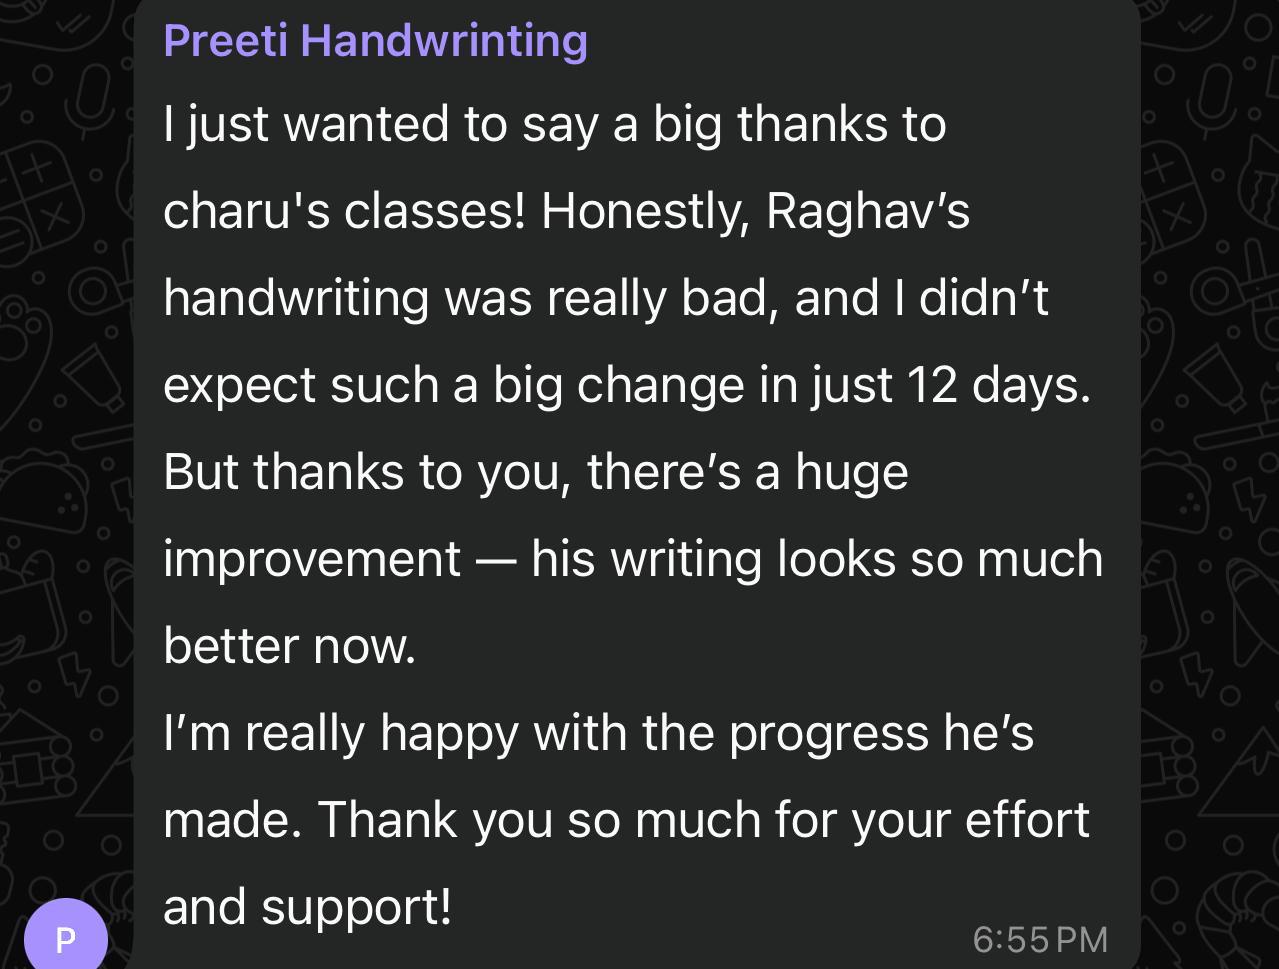 Preeti Handwrinting
I just wanted to say a big thanks to
charu's classes! Honestly, Raghav’s
handwriting was really bad, and I didn’t
expect such a big change in just 12 days.
But thanks to you, there’s a huge
improvement — his writing looks so much
better now.
I’m really happy with the progress he’s
made. Thank you so much for your effort
and support!
P
6:55 PM